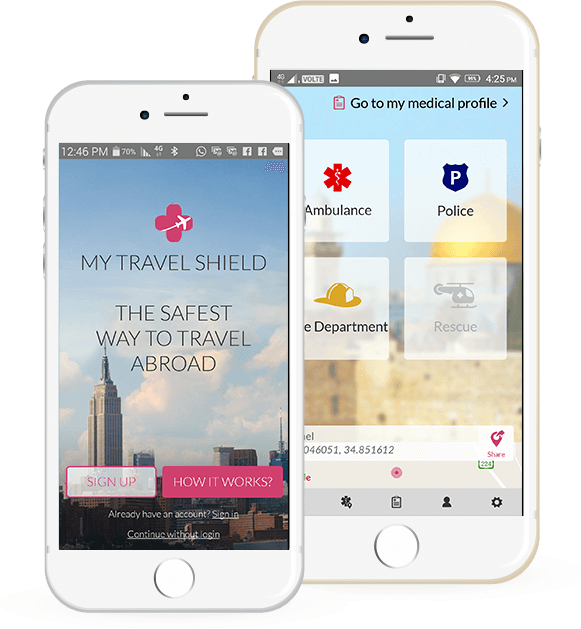 12:46 PM 70% 4G
MY TRAVEL SHIELD
THE SAFEST
WAY TO TRAVEL
ABROAD
SIGN UP
HOW IT WORKS?
Already have an account? Sign in
Continue without login
4G VOLTE 4:25 PM
Go to my medical profile
Ambulance
P
Police
e Department
Rescue
nel
046051, 34.851612
Share
224
le